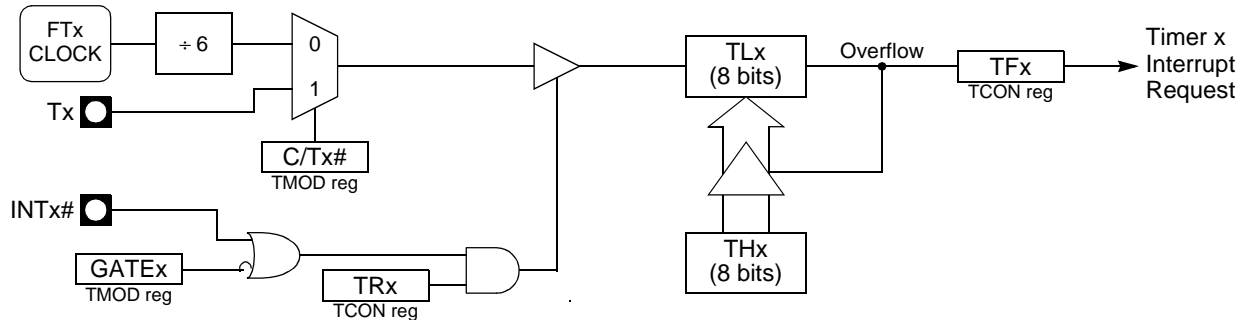 FTx
CLOCK
÷ 6
0
1
Tx
C/Tx#
TMOD reg
TLx
(8 bits)
Overflow
TFx
TCON reg
Timer x
Interrupt
Request
INTx#
GATEx
TMOD reg
TRx
TCON reg
THx
(8 bits)